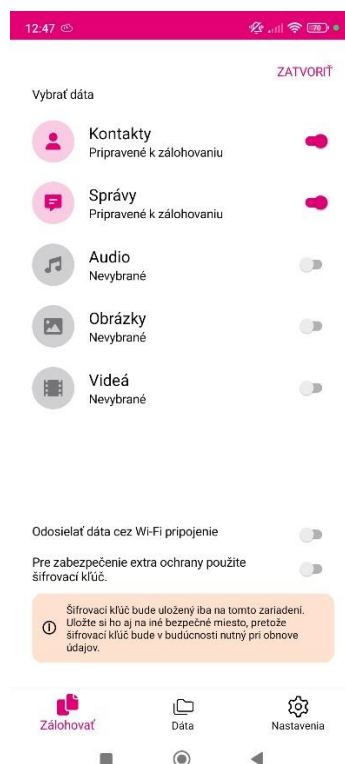 12:47
70
ZATVORIŤ
Vybrať dáta
Kontakty
Pripravené k zálohovaniu
Správy
Pripravené k zálohovaniu
Audio
Nevybrané
Obrázky
Nevybrané
Videá
Nevybrané
Odosielať dáta cez Wi-Fi pripojenie
Pre zabezpečenie extra ochrany použite
šifrovací kľúč.
Šifrovací kľúč bude uložený iba na tomto zariadení.
Uložte si ho aj na iné bezpečné miesto, pretože
šifrovací kľúč bude v budúcnosti nutný pri obnove
údajov.
Zálohovať
Dáta
Nastavenia